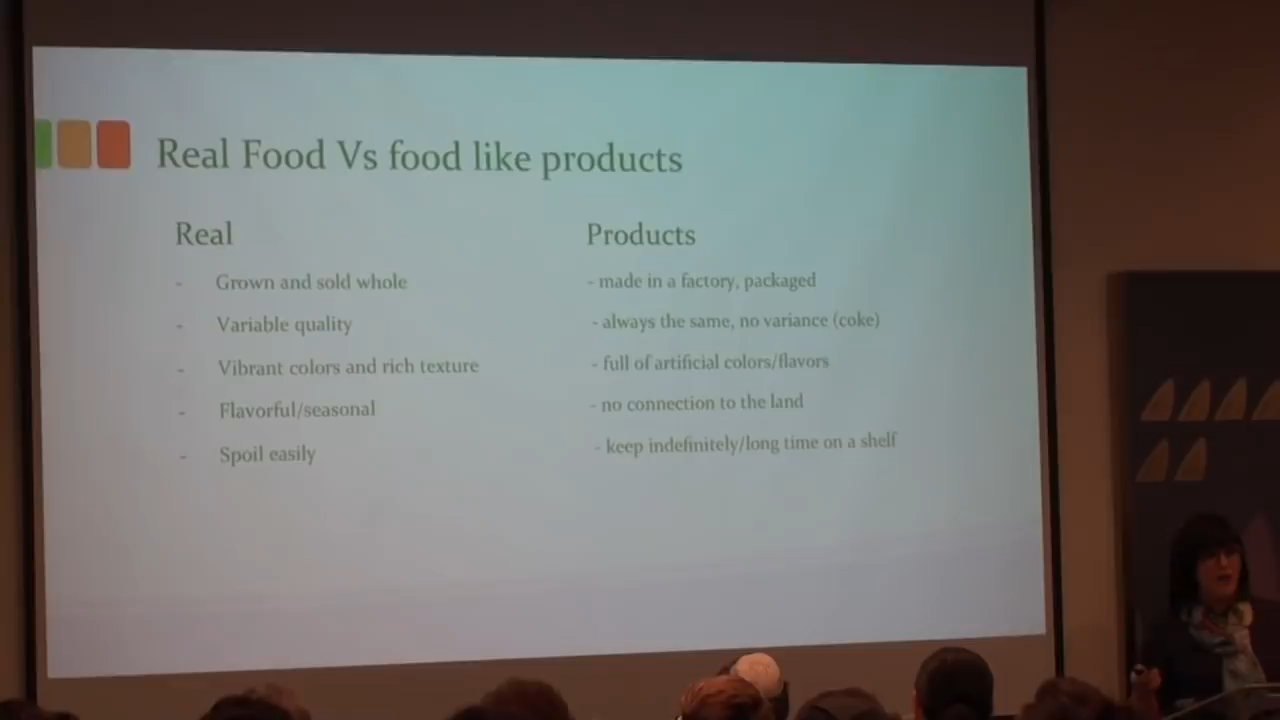 Real Food Vs food like products
Real
- Grown and sold whole
- Variable quality
- Vibrant colors and rich texture
- Flavorful/seasonal
- Spoil easily
Products
- made in a factory, packaged
- always the same, no variance (coke)
- full of artificial colors/flavors
- no connection to the land
- keep indefinitely/long time on a shelf